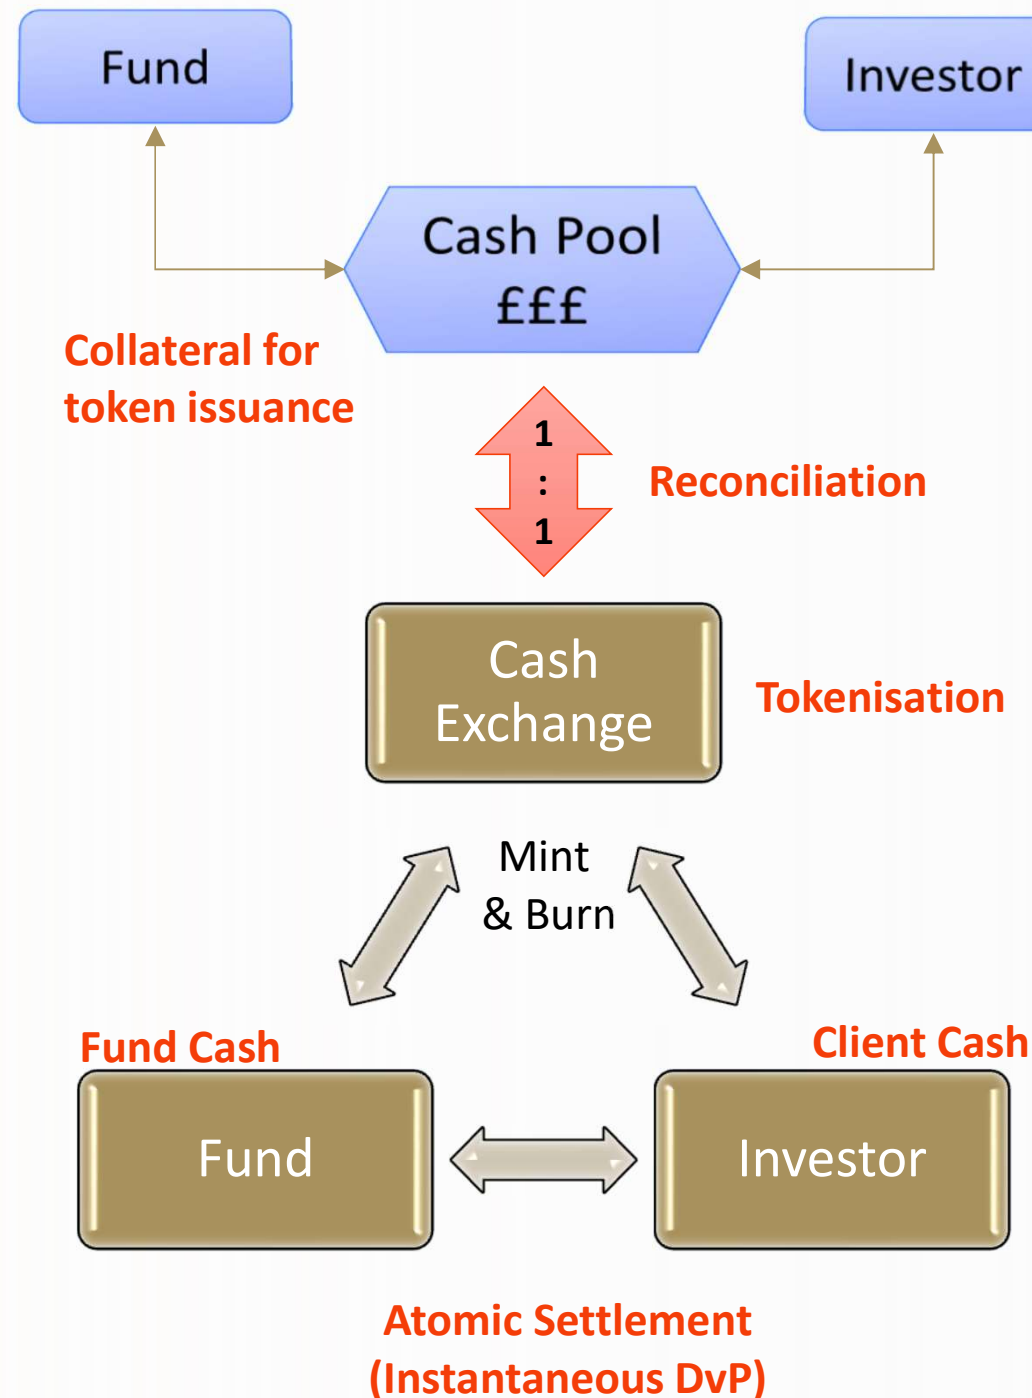 Fund
Investor
Cash Pool
£££
Collateral for
token issuance
1
:
1
Reconciliation
Cash
Exchange
Tokenisation
Mint
& Burn
Fund Cash
Client Cash
Fund
Investor
Atomic Settlement
(Instantaneous DvP)